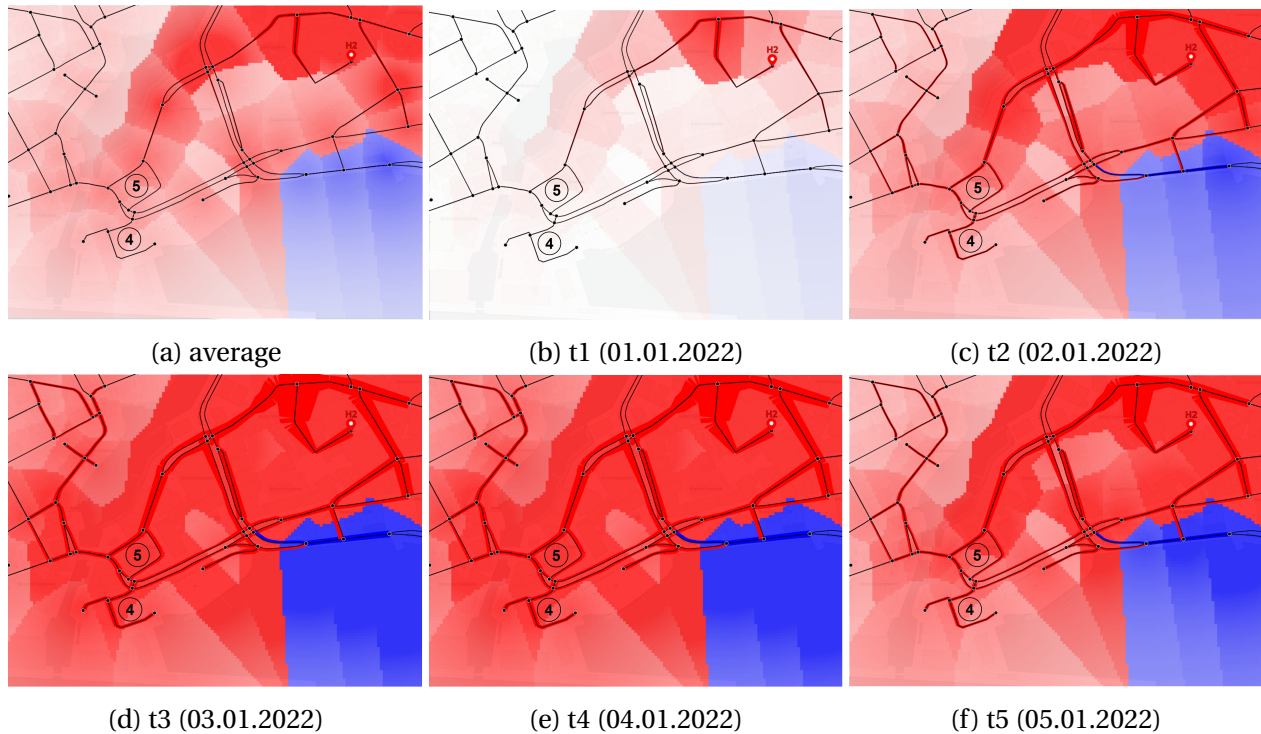 H2
5
4
H2
5
4
H2
5
4
(a) average
(b) t1 (01.01.2022)
(c) t2 (02.01.2022)
H2
5
4
H2
5
4
H2
5
4
(d) t3 (03.01.2022)
(e) t4 (04.01.2022)
(f) t5 (05.01.2022)